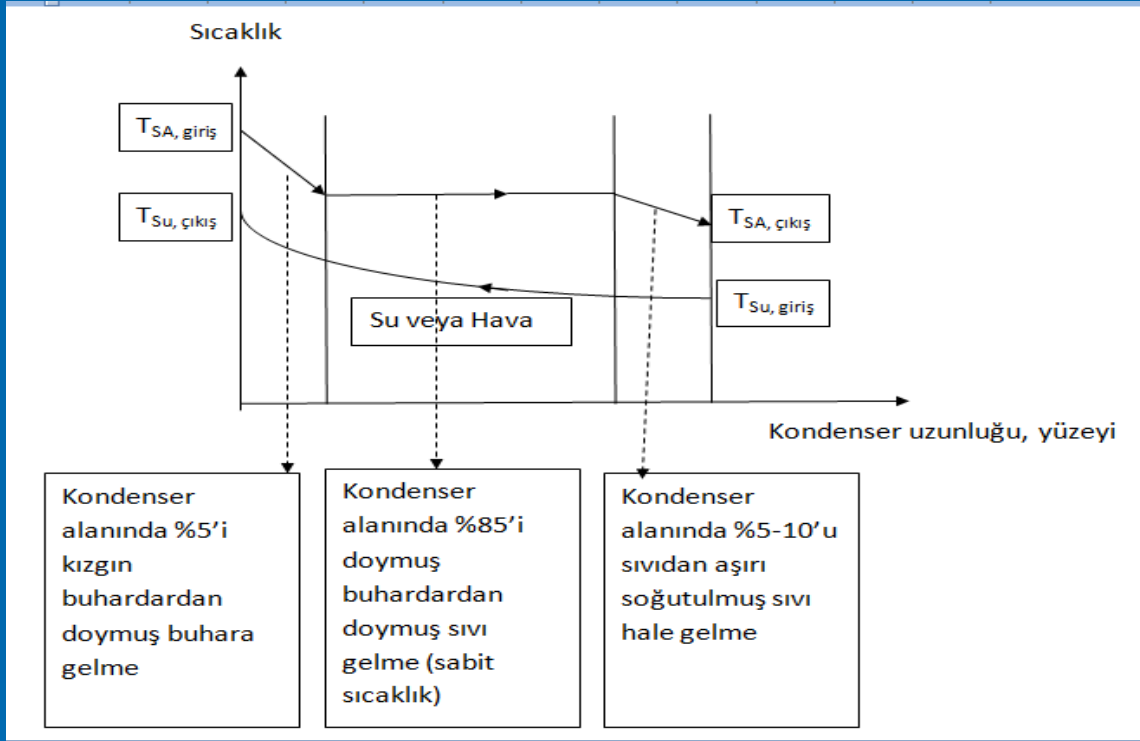 Sıcaklık
TSA, giriş
TSu, çıkış
TSA, çıkış
TSu, giriş
Su veya Hava
Kondenser uzunluğu, yüzeyi
Kondenser
alanında %5’i
kızgın
buhardardan
doymuş buhara
gelme
Kondenser
alanında %85’i
doymuş
buhardardan
doymuş sıvı
gelme (sabit
sıcaklık)
Kondenser
alanında %5-10’u
sıvıdan aşırı
soğutulmuş sıvı
hale gelme